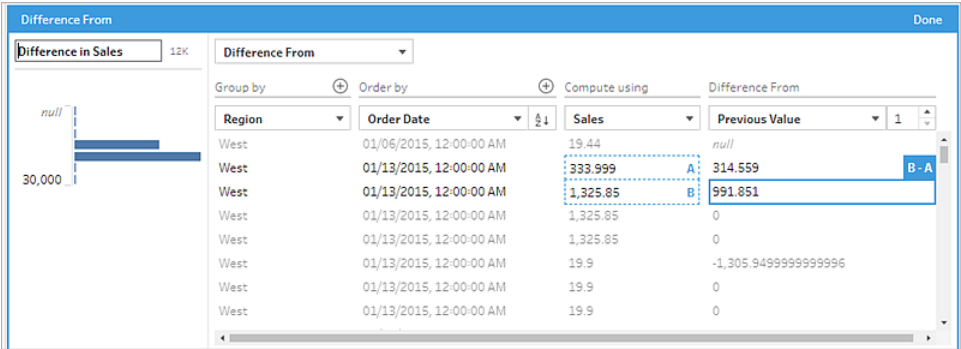 Difference From Done
Difference in Sales 12K Difference From
Group by Order by Compute using Difference From
Region Order Date Sales Previous Value 1
null West 01/06/2015, 12:00:00 AM 19.44 null
West 01/13/2015, 12:00:00 AM 333.999 A 314.559 B - A
30,000 West 01/13/2015, 12:00:00 AM 1,325.85 B 991.851
West 01/13/2015, 12:00:00 AM 1,325.85 0
West 01/13/2015, 12:00:00 AM 1,325.85 0
West 01/13/2015, 12:00:00 AM 19.9 -1,305.9499999999996
West 01/13/2015, 12:00:00 AM 19.9 0
West 01/13/2015, 12:00:00 AM 19.9 0